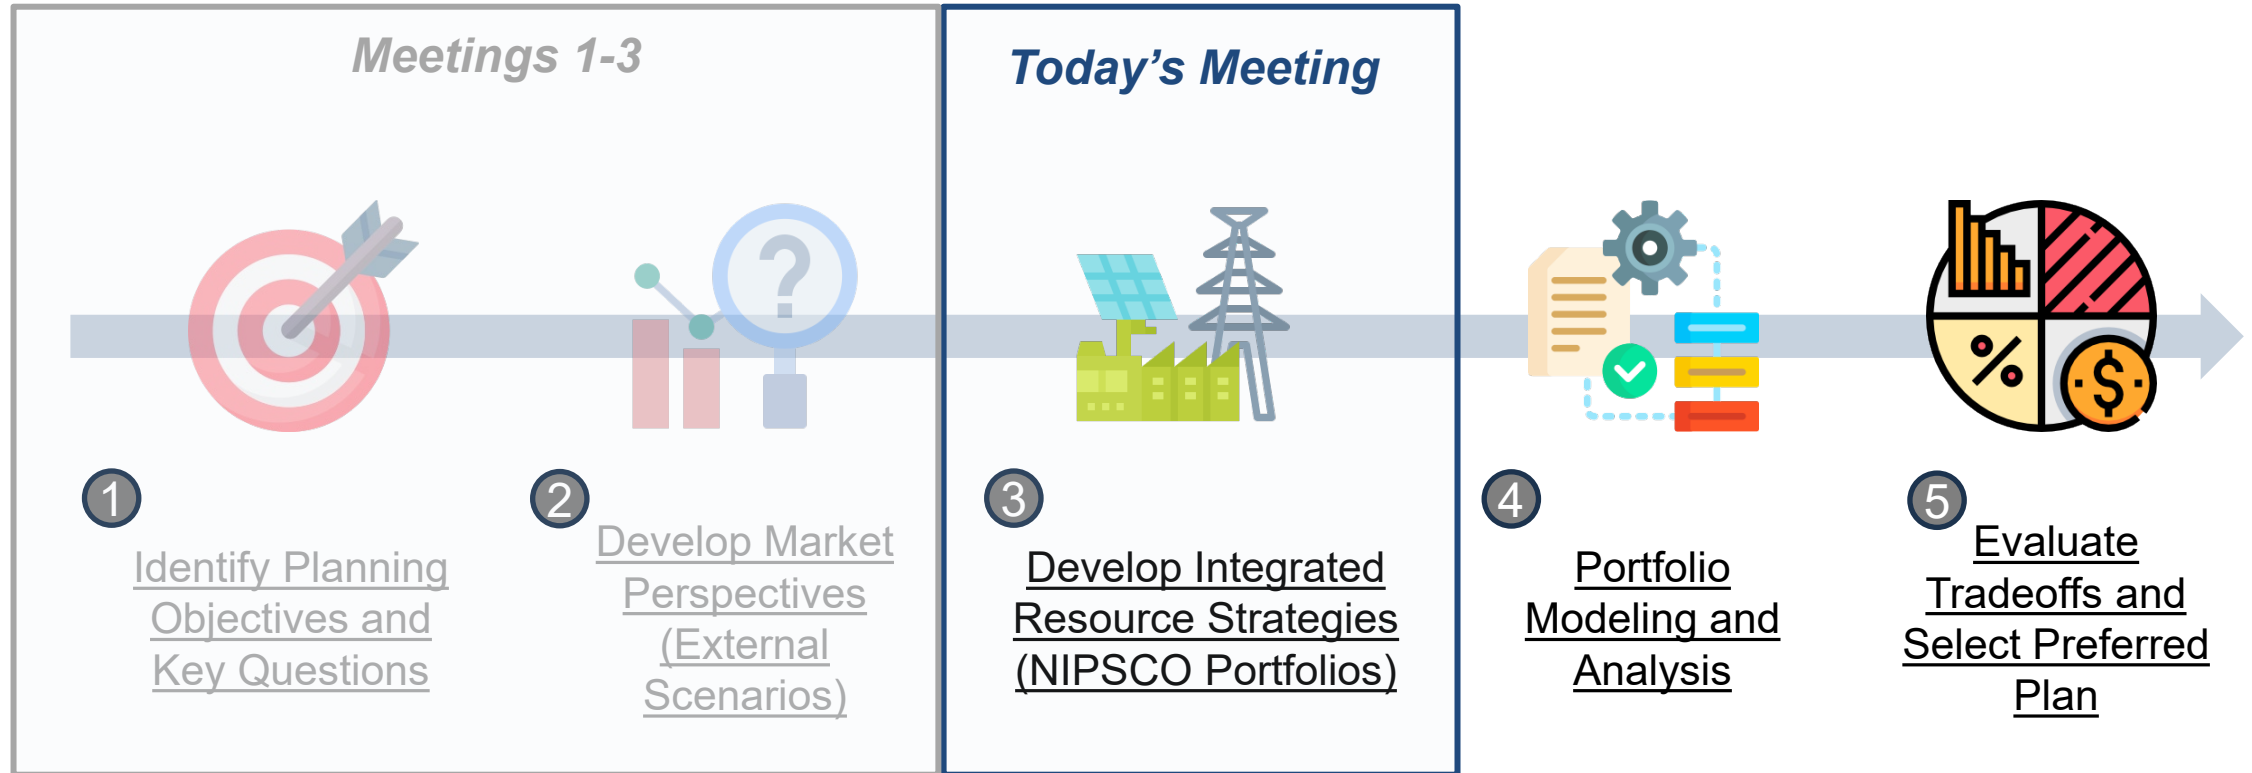 Meetings 1-3
Today's Meeting
?
%
$
1
Identify Planning
Objectives and
Key Questions
2
Develop Market
Perspectives
(External
Scenarios)
3
Develop Integrated
Resource Strategies
(NIPSCO Portfolios)
4
Portfolio
Modeling and
Analysis
5
Evaluate
Tradeoffs and
Select Preferred
Plan